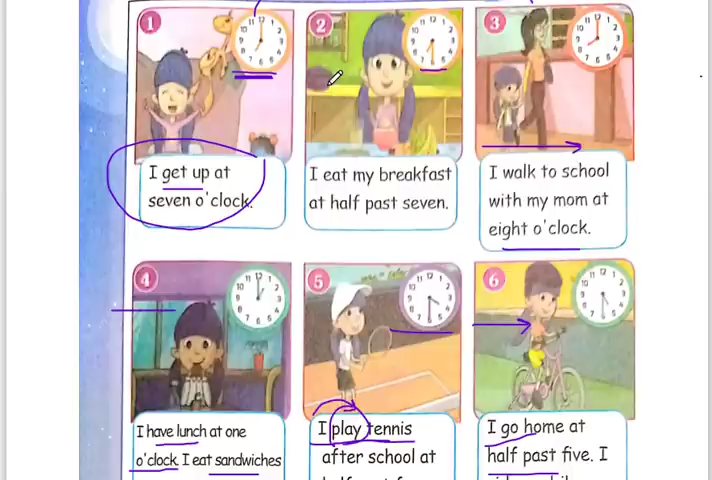 1
2
3
I get up at
seven o'clock.
I eat my breakfast
at half past seven.
I walk to school
with my mom at
eight o'clock.
4
5
6
I have lunch at one
o'clock. I eat sandwiches
I play tennis
after school at
I go home at
half past five. I